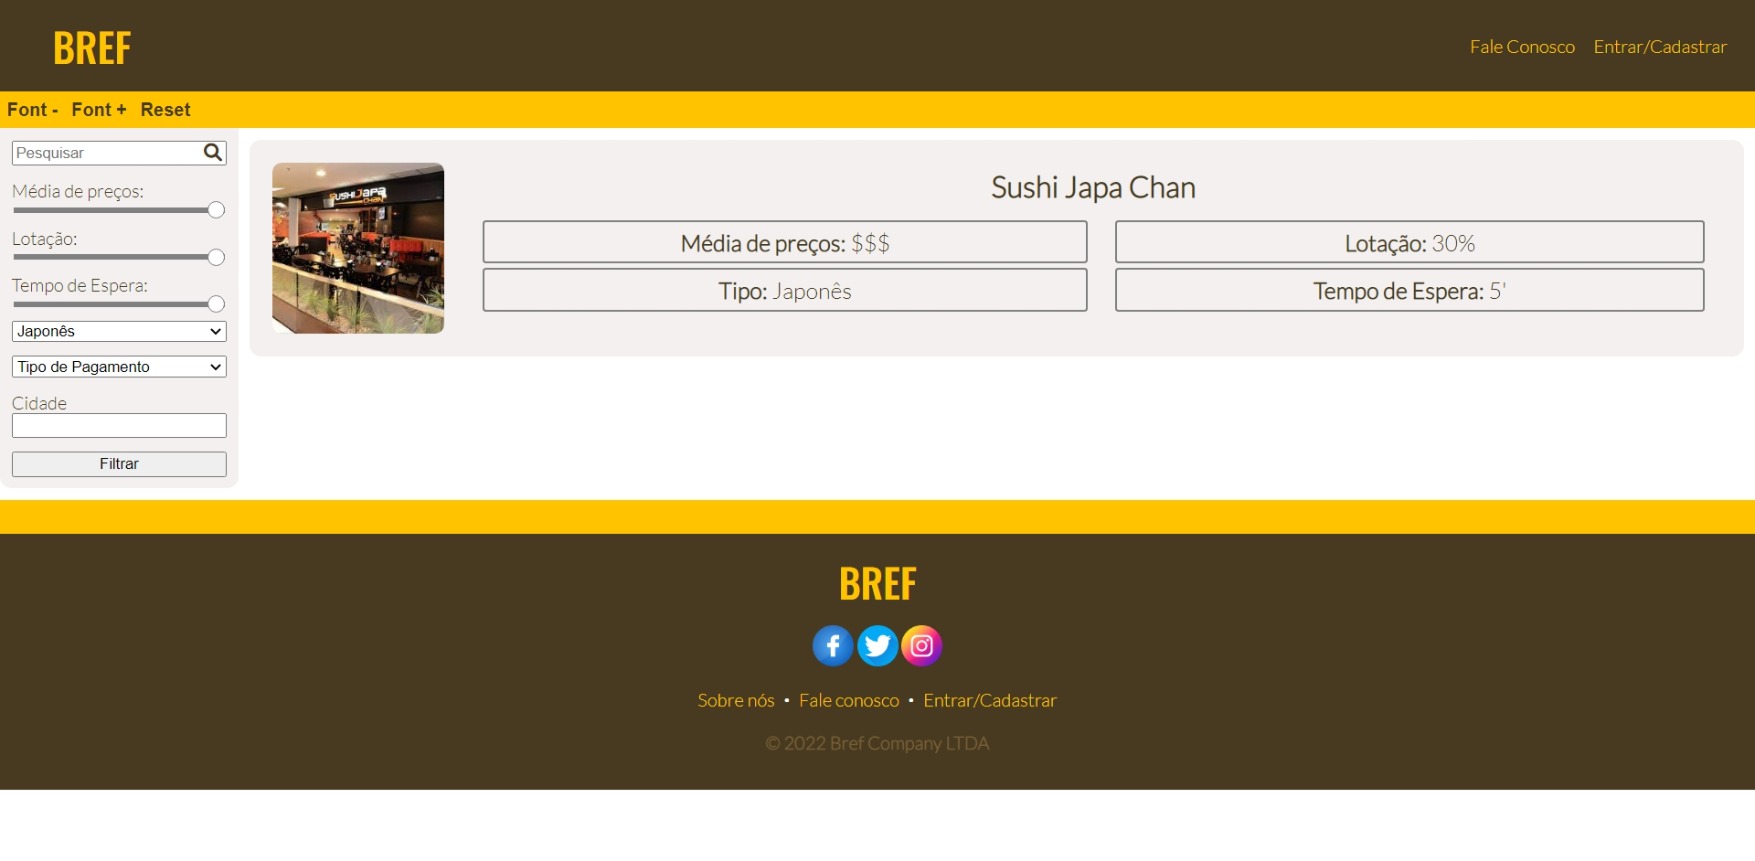 BREF
Fale Conosco Entrar/Cadastrar
Font - Font + Reset
Pesquisar
Média de preços:
Lotação:
Tempo de Espera:
Japonês
Tipo de Pagamento
Cidade
Filtrar
SUSHI JAPA
CHAN
Sushi Japa Chan
Média de preços: $$$
Lotação: 30%
Tipo: Japonês
Tempo de Espera: 5'
BREF
Sobre nós • Fale conosco • Entrar/Cadastrar
© 2022 Bref Company LTDA